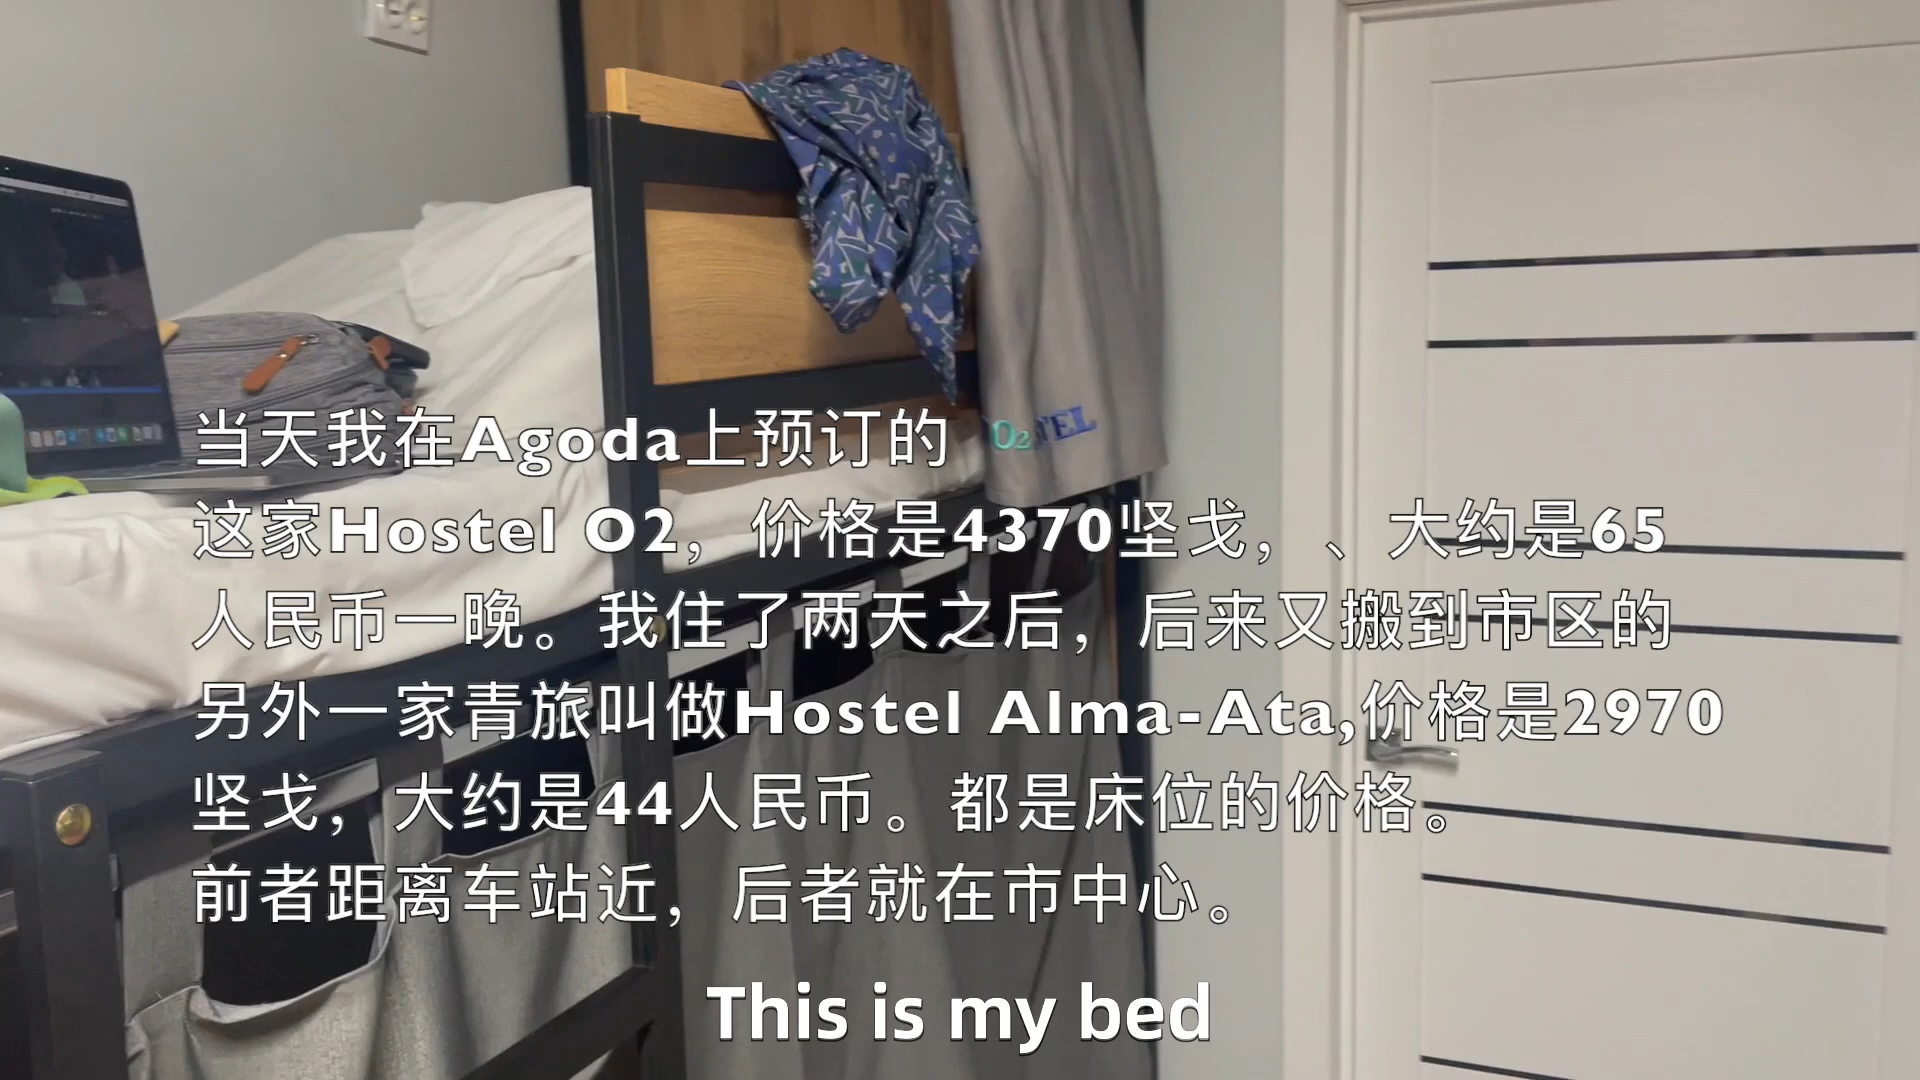 当天我在Agoda上预订的
O2
TEL
这家Hostel O2，价格是4370坚戈，、大约是65
人民币一晚。我住了两天之后，后来又搬到市区的
另外一家青旅叫做Hostel Alma-Ata,价格是2970
坚戈，大约是44人民币。都是床位的价格。
前者距离车站近，后者就在市中心。
This is my bed